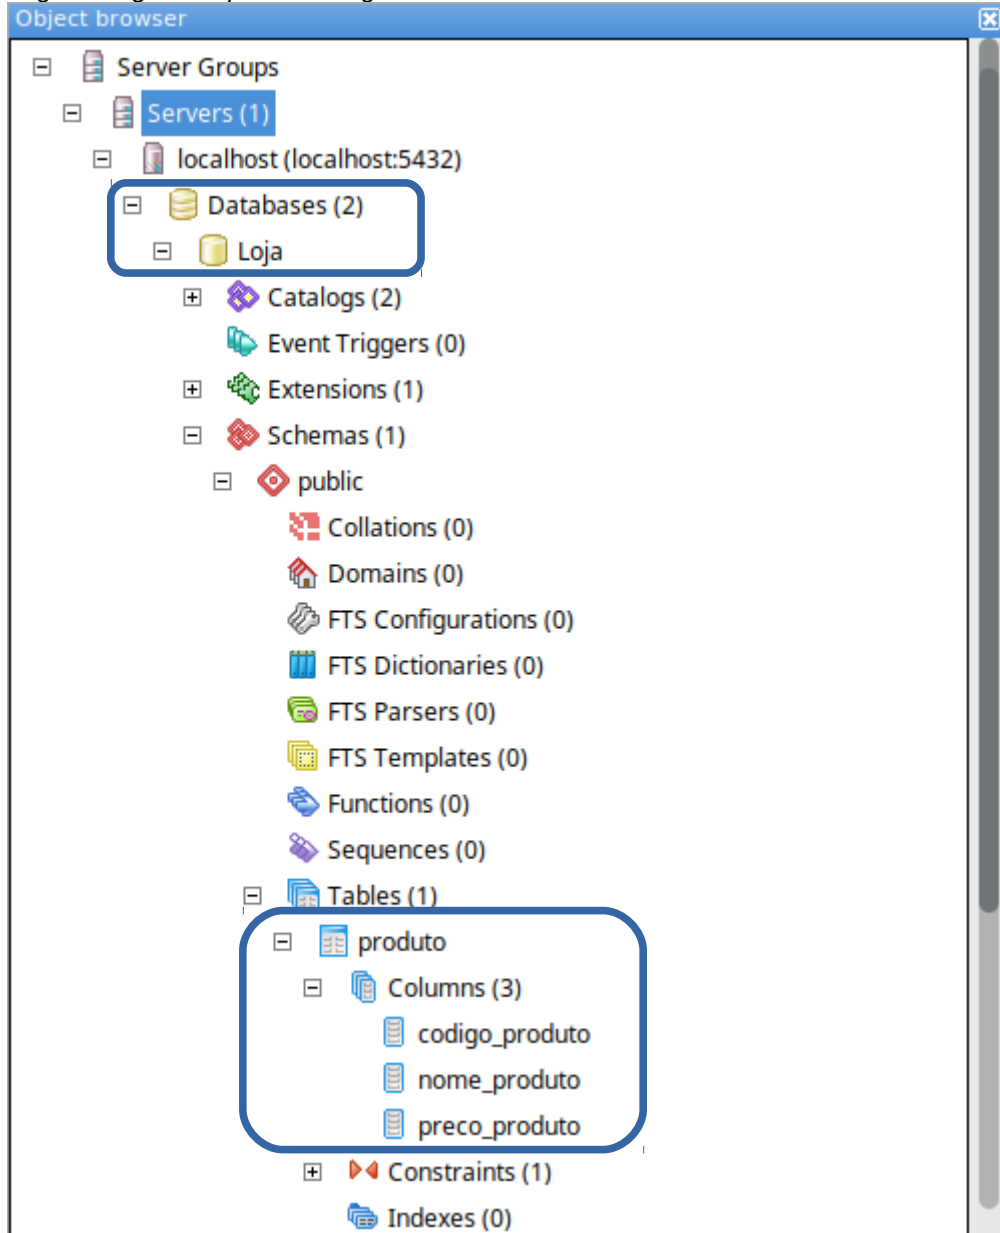 Object browser
Server Groups
Servers (1)
localhost (localhost:5432)
Databases (2)
Loja
Catalogs (2)
Event Triggers (0)
Extensions (1)
Schemas (1)
public
Collations (0)
Domains (0)
FTS Configurations (0)
FTS Dictionaries (0)
FTS Parsers (0)
FTS Templates (0)
Functions (0)
Sequences (0)
Tables (1)
produto
Columns (3)
codigo_produto
nome_produto
preco_produto
Constraints (1)
Indexes (0)